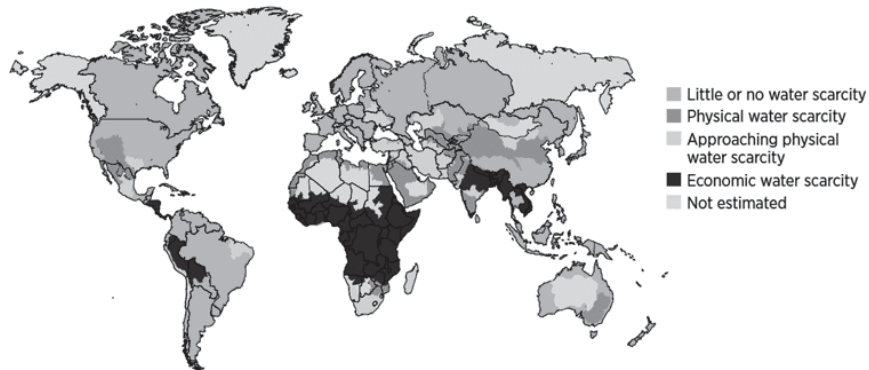 Little or no water scarcity
Physical water scarcity
Approaching physical
water scarcity
Economic water scarcity
Not estimated